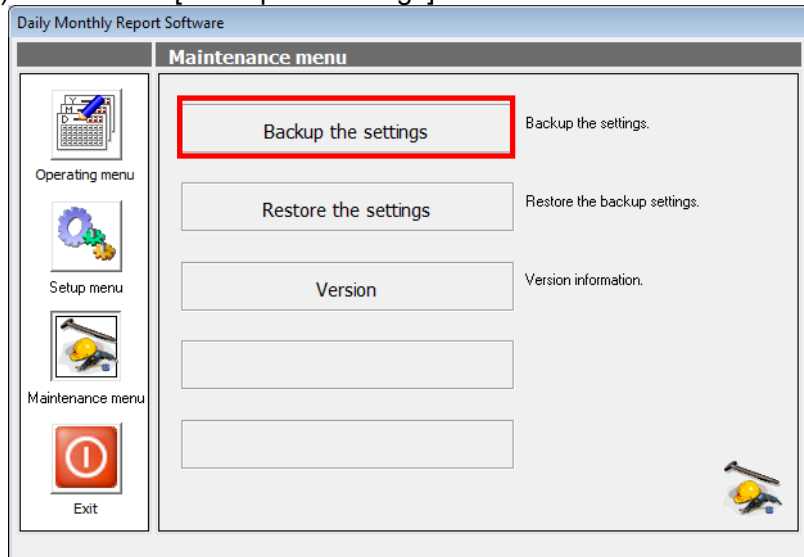 Daily Monthly Report Software
Maintenance menu
Operating menu
Setup menu
Maintenance menu
Exit
Backup the settings
Backup the settings.
Restore the settings
Restore the backup settings.
Version
Version information.